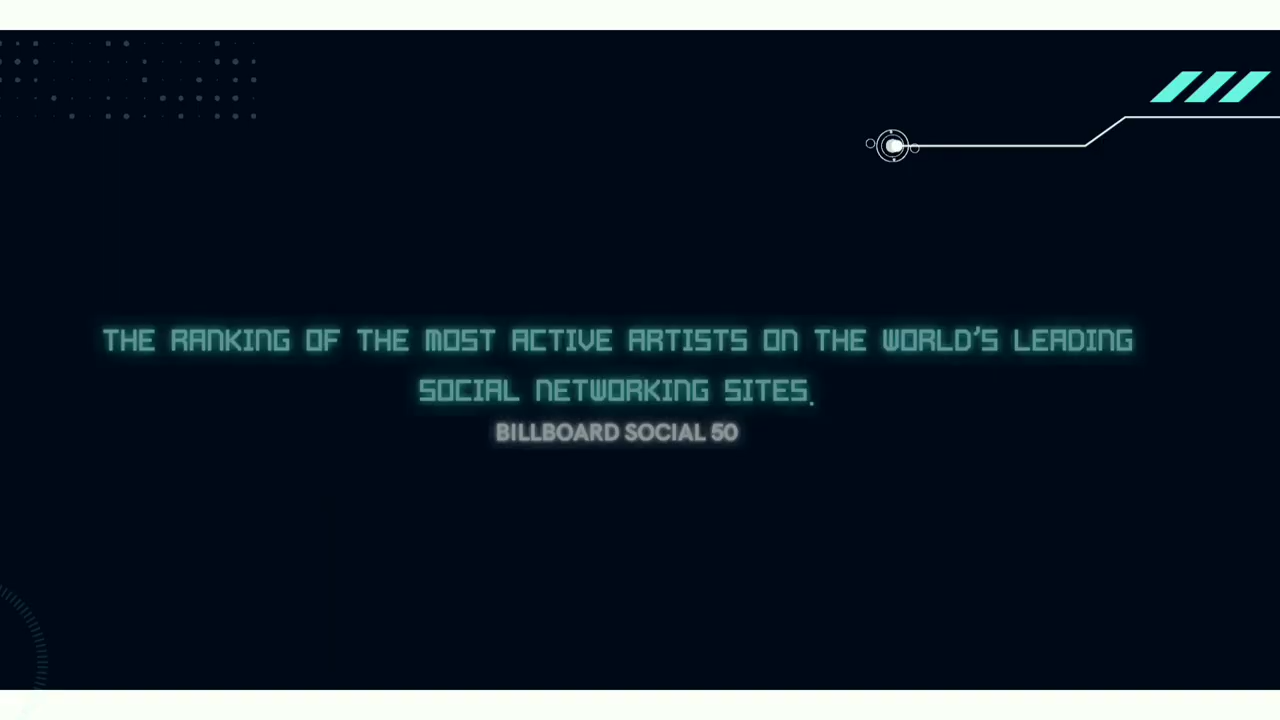 THE RANKING OF THE MOST ACTIVE ARTISTS ON THE WORLD'S LEADING
SOCIAL NETWORKING SITES.
BILLBOARD SOCIAL 50